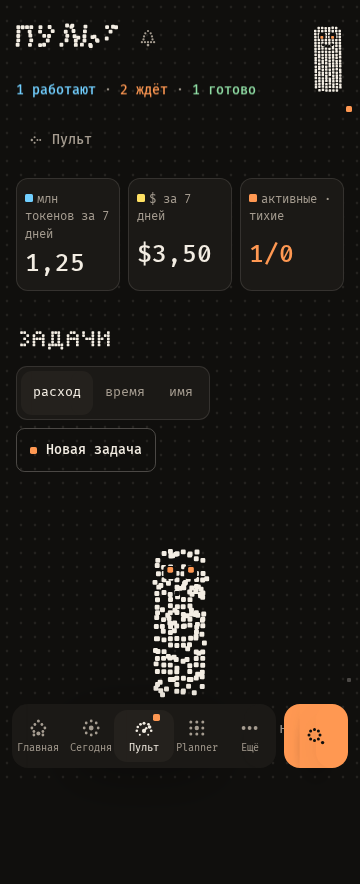 ПУЛЬТ
1 работают · 2 ждёт · 1 готово
Пульт
млн токенов за 7 дней
1,25
$ за 7 дней
$3,50
активные · тихие
1/0
ЗАДАЧИ
расход время имя
Новая задача
Главная Сегодня Пульт Planner Ещё